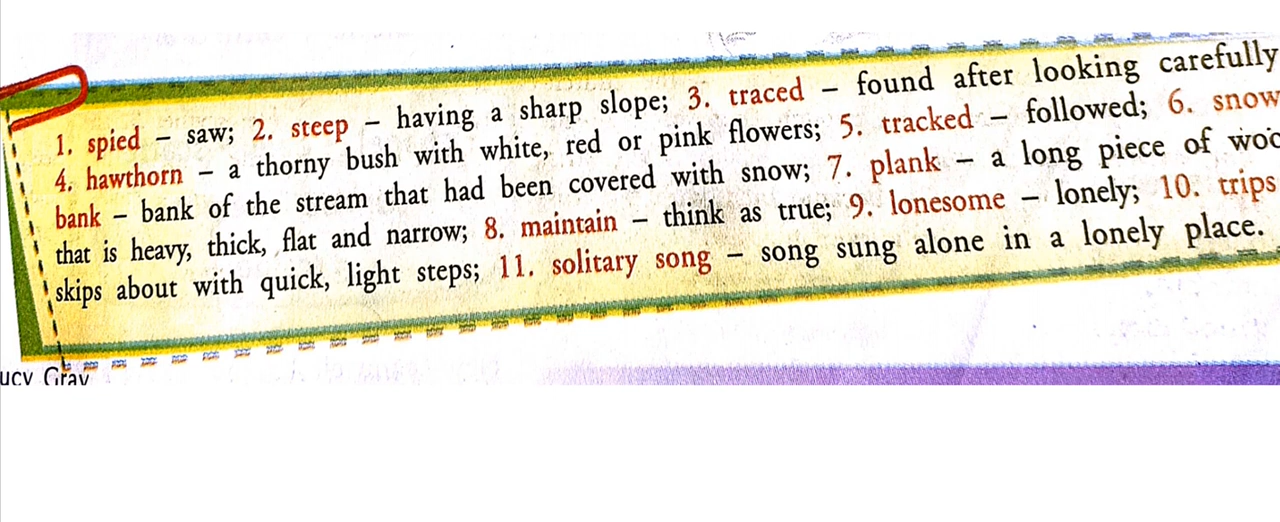 1. spied – saw; 2. steep – having a sharp slope; 3. traced – found after looking carefully
4. hawthorn – a thorny bush with white, red or pink flowers; 5. tracked – followed; 6. snow
bank – bank of the stream that had been covered with snow; 7. plank – a long piece of woo
that is heavy, thick, flat and narrow; 8. maintain – think as true; 9. lonesome – lonely; 10. trips
skips about with quick, light steps; 11. solitary song – song sung alone in a lonely place.
ucy Gray